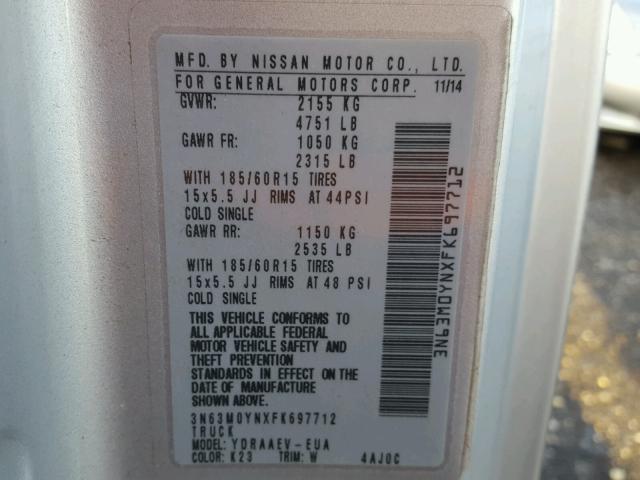 MFD. BY NISSAN MOTOR CO., LTD.
FOR GENERAL MOTORS CORP. 11/14
GVWR: 2155 KG
4751 LB
GAWR FR: 1050 KG
2315 LB
WITH 185/60R15 TIRES
15x5.5 JJ RIMS AT 44PSI
COLD SINGLE
GAWR RR: 1150 KG
2535 LB
WITH 185/60R15 TIRES
15x5.5 JJ RIMS AT 48 PSI
COLD SINGLE
THIS VEHICLE CONFORMS TO
ALL APPLICABLE FEDERAL
MOTOR VEHICLE SAFETY AND
THEFT PREVENTION
STANDARDS IN EFFECT ON THE
DATE OF MANUFACTURE
SHOWN ABOVE.
3N63M0YNXFK697712
TRUCK
MODEL: YDRAAEV-EUA
COLOR: K23 TRIM: W 4AJ0C
3N63M0YNXFK697712